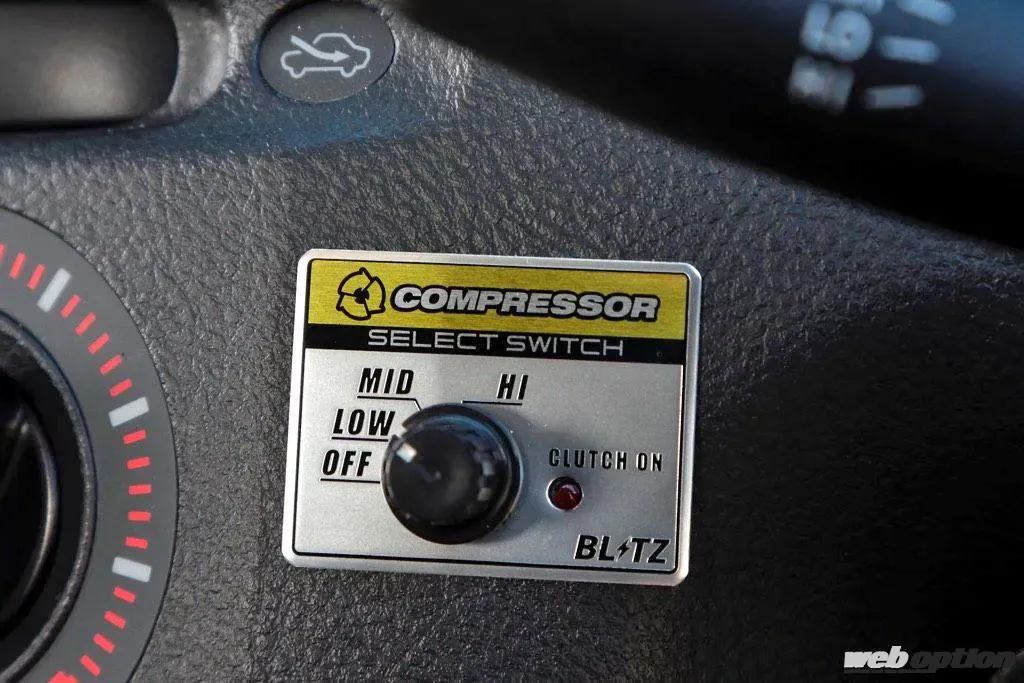 COMPRESSOR
SELECT SWITCH
MID HI
LOW
OFF
CLUTCH ON
BLITZ
web option